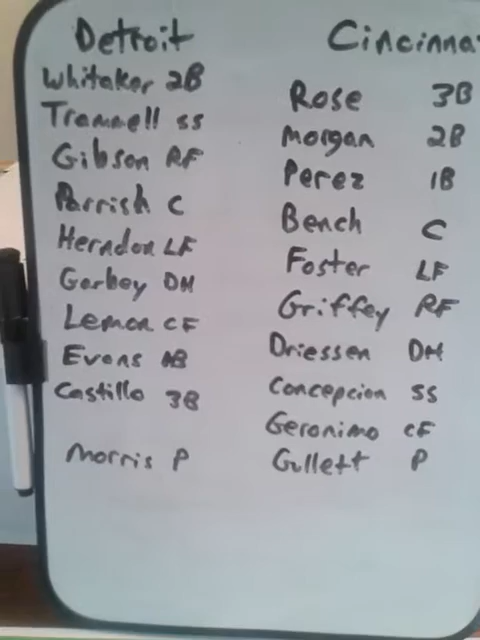 Detroit
Whitaker 2B
Trammell SS
Gibson RF
Parrish C
Herndon LF
Garbey DH
Lemon CF
Evans 1B
Castillo 3B
Morris P
Cincinna
Rose 3B
Morgan 2B
Perez 1B
Bench C
Foster LF
Griffey RF
Driessen DH
Concepcion SS
Geronimo CF
Gullett P